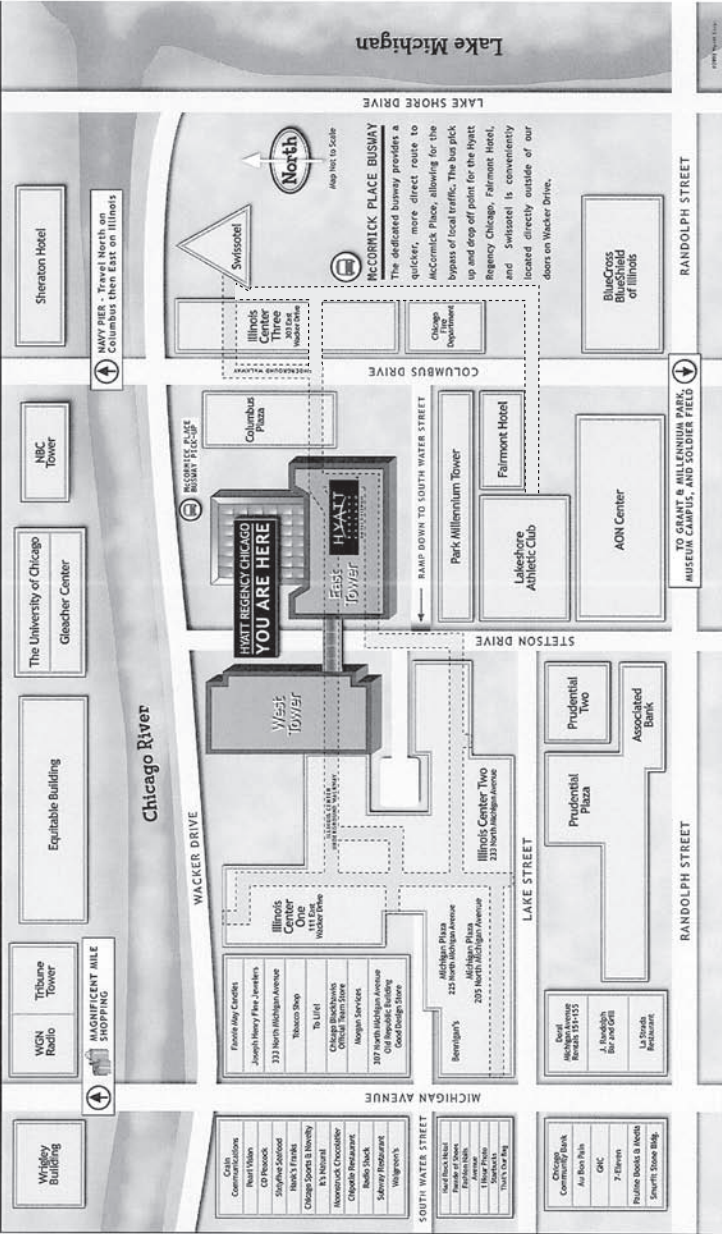 Wrigley
Building
MAGNIFICENT MILE
SHOPPING
WGN
Radio
Tribune
Tower
Equitable Building
The University of Chicago
Gleacher Center
NBC
Tower
NAVY PIER - Travel North on
Columbus then East on Illinois
Sheraton Hotel
Lake Michigan
Chicago River
WACKER DRIVE
McCORMICK PLACE
BUSWAY PICK-UP
LAKE SHORE DRIVE
North
Map Not to Scale
Swissotel
McCORMICK PLACE BUSWAY
The dedicated busway provides a
quicker, more direct route to
McCormick Place, allowing for the
bypass of local traffic. The bus pick
up and drop off point for the Hyatt
Regency Chicago, Fairmont Hotel,
and Swissotel is conveniently
located directly outside of our
doors on Wacker Drive.
Crain
Communications
Pearl Vision
CD Peacock
Hank's Franks
Chicago Sports & Novelty
It's Natural
Moonstruck Chocolatier
Chipotle Restaurant
Radio Shack
Subway Restaurant
Walgreen's
MICHIGAN AVENUE
Fannie May Candies
Joseph Henry Fine Jewelers
333 North Michigan Avenue
Tobacco Shop
To Life!
Chicago Blackhawks
Official Team Store
Morgan Services
307 North Michigan Avenue
Old Republic Building
Good Design Store
Illinois
Center
One
111 East
Wacker Drive
ILLINOIS CENTER
UNDERGROUND WALKWAY
West
Tower
HYATT REGENCY CHICAGO
YOU ARE HERE
East
Tower
HYATT
Columbus
Plaza
UNDERGROUND WALKWAY
COLUMBUS DRIVE
Illinois
Center
Three
303 East
Wacker Drive
Chicago
Fire
Department
SOUTH WATER STREET
RAMP DOWN TO SOUTH WATER STREET
Hard Rock Hotel
Parade of Shoes
Fashion Nails
Avenue
1 Hour Photo
Starbucks
That's Our Bag
Bennigan's
Michigan Plaza
225 North Michigan Avenue
Michigan Plaza
205 North Michigan Avenue
Illinois Center Two
233 North Michigan Avenue
STETSON DRIVE
Park Millennium Tower
Lakeshore
Athletic Club
Fairmont Hotel
LAKE STREET
Chicago
Community Bank
Au Bon Pain
GNC
7-Eleven
Pauline Books & Media
Smurfit Stone Bldg.
Doral
Michigan Avenue
Rentals 151-155
J. Randolph
Bar and Grill
La Strada
Restaurant
Prudential
Plaza
Prudential
Two
Associated
Bank
AON Center
BlueCross
BlueShield
of Illinois
RANDOLPH STREET
TO GRANT & MILLENNIUM PARK,
MUSEUM CAMPUS, AND SOLDIER FIELD
RANDOLPH STREET